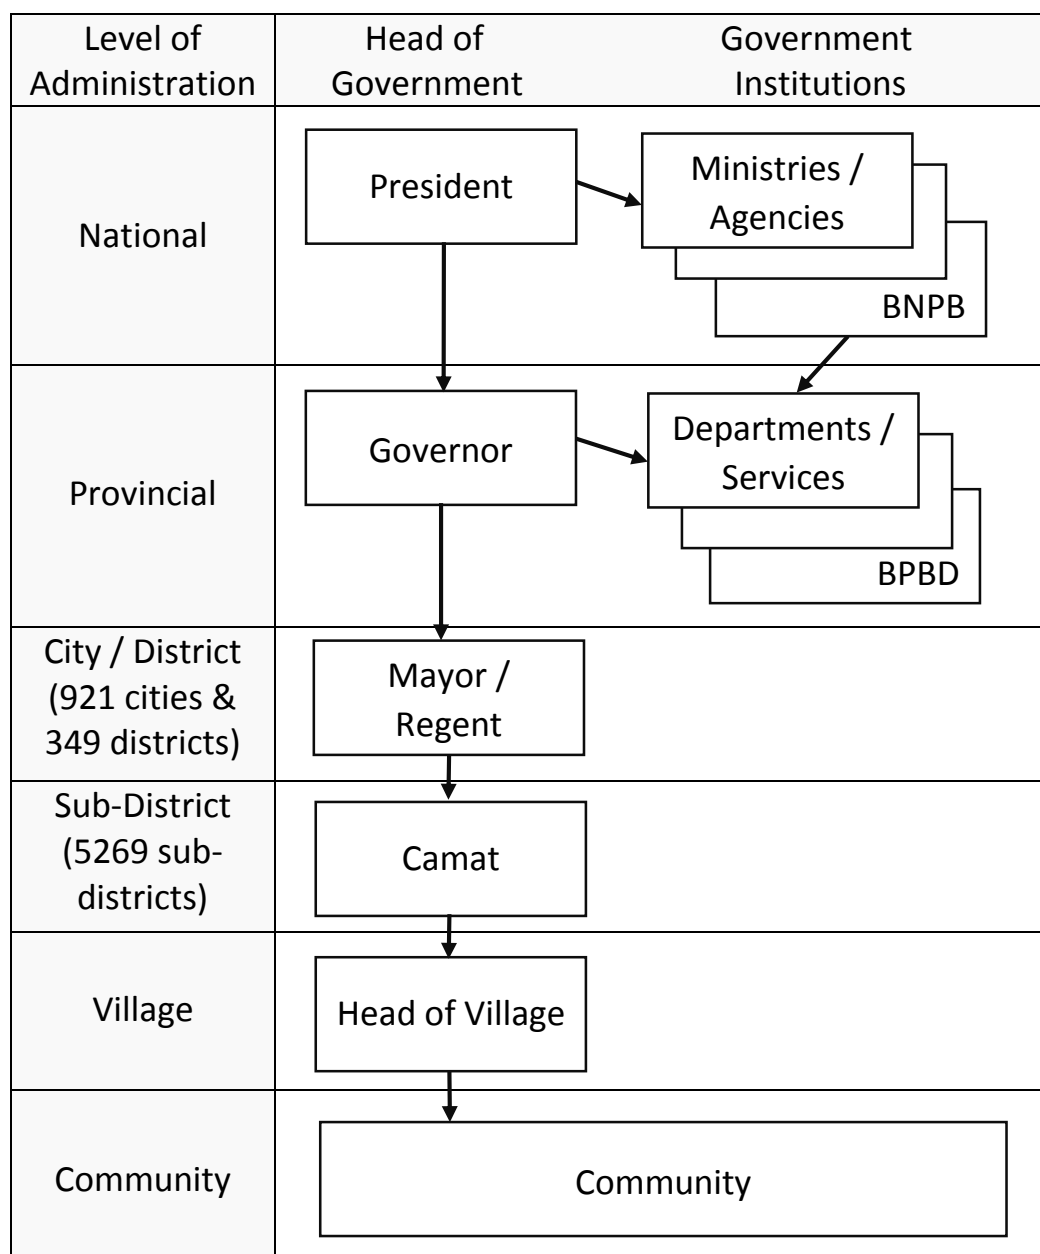 Level of
Administration
Head of
Government
Government
Institutions
National
President
Ministries /
Agencies
BNPB
Provincial
Governor
Departments /
Services
BPBD
City / District
(921 cities &
349 districts)
Mayor /
Regent
Sub-District
(5269 sub-
districts)
Camat
Village
Head of Village
Community
Community